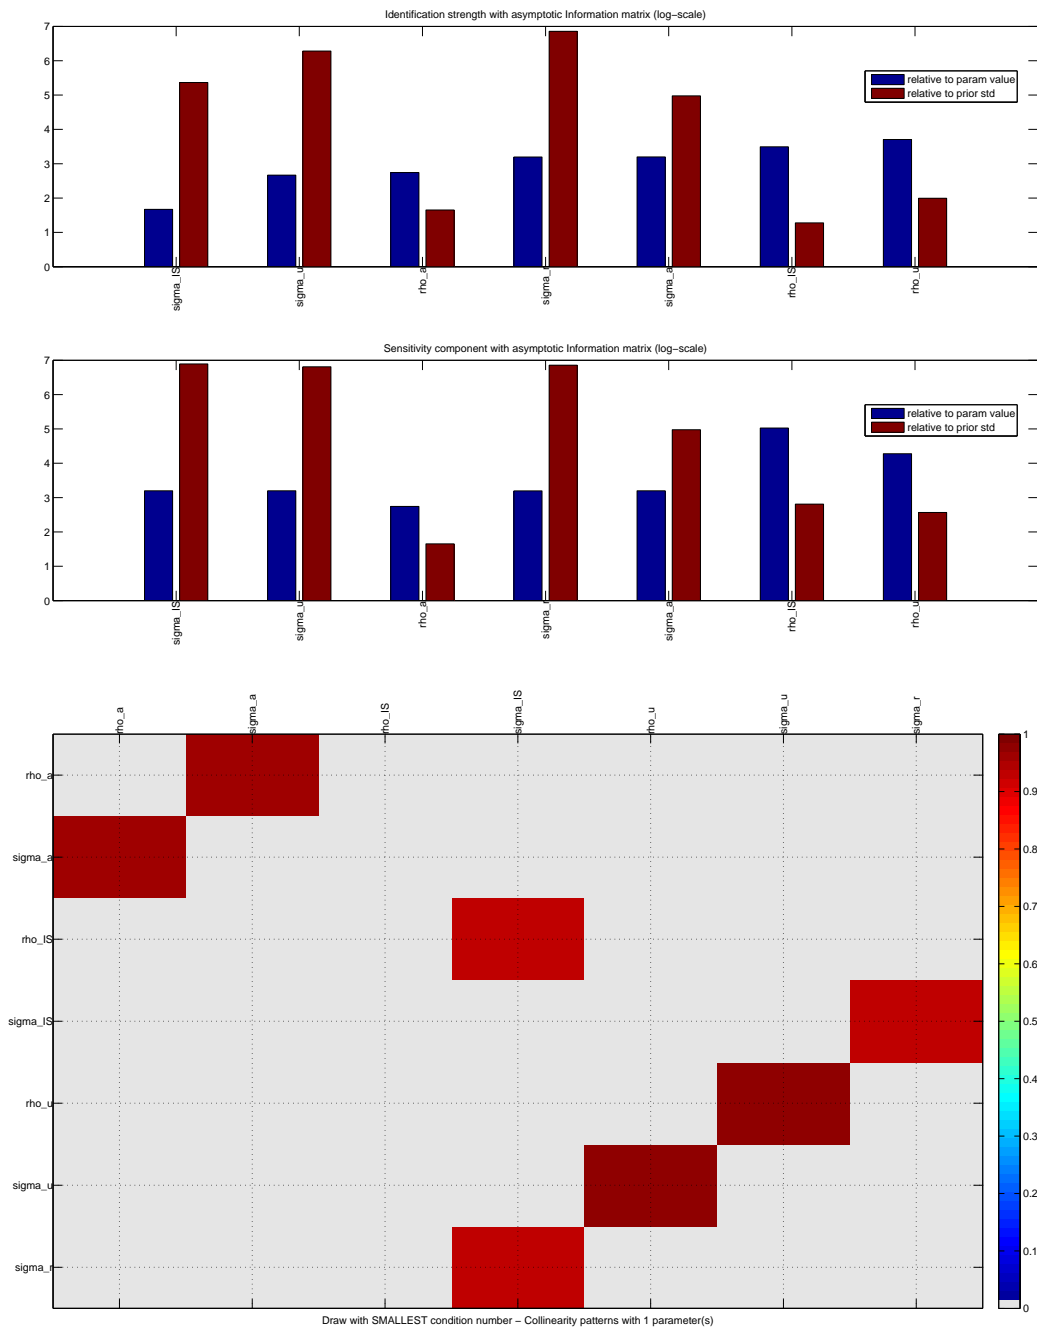 Identification strength with asymptotic Information matrix (log−scale)
7
6
5
4
3
2
1
0
relative to param value
relative to prior std
sigma_IS
sigma_u
rho_a
sigma_r
sigma_a
rho_IS
rho_u
Sensitivity component with asymptotic Information matrix (log−scale)
7
6
5
4
3
2
1
0
relative to param value
relative to prior std
sigma_IS
sigma_u
rho_a
sigma_r
sigma_a
rho_IS
rho_u
rho_a
sigma_a
rho_IS
sigma_IS
rho_u
sigma_u
sigma_r
rho_a
sigma_a
rho_IS
sigma_IS
rho_u
sigma_u
sigma_r
1
0.9
0.8
0.7
0.6
0.5
0.4
0.3
0.2
0.1
0
Draw with SMALLEST condition number − Collinearity patterns with 1 parameter(s)